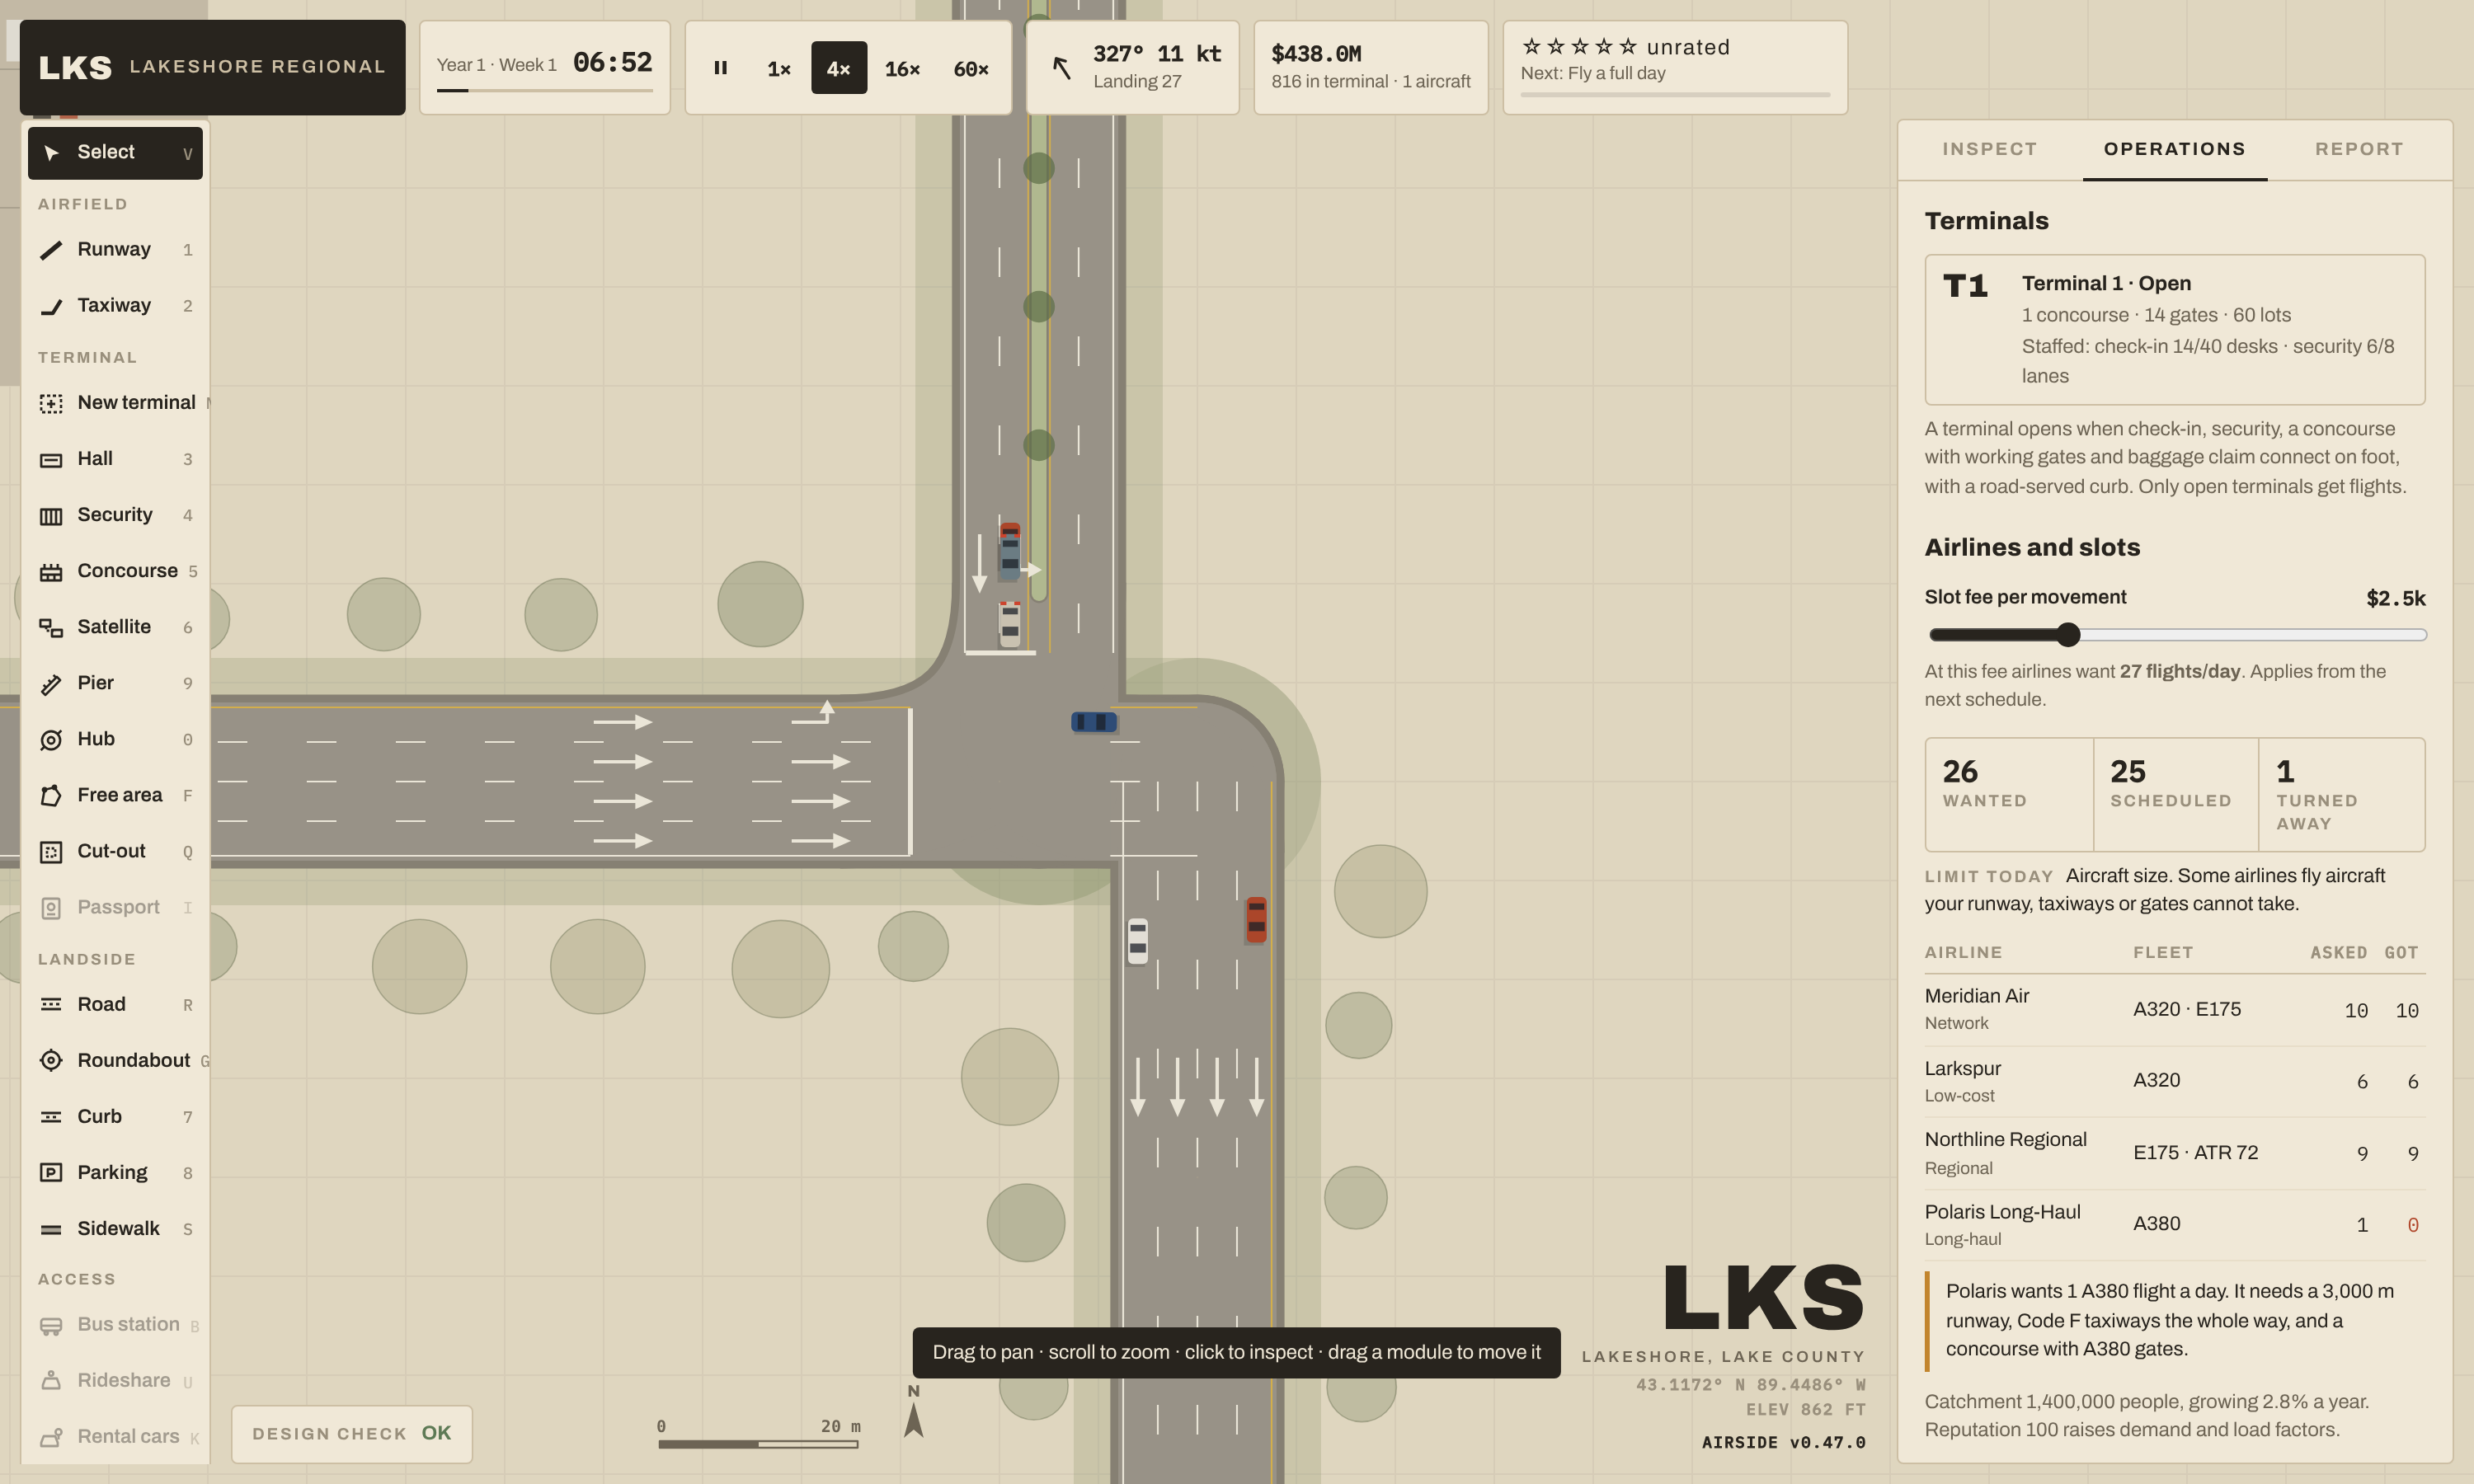 LKS LAKESHORE REGIONAL
Year 1 · Week 1 06:52
1× 4× 16× 60×
327° 11 kt
Landing 27
$438.0M
816 in terminal · 1 aircraft
☆☆☆☆☆ unrated
Next: Fly a full day
Select V
AIRFIELD
Runway 1
Taxiway 2
TERMINAL
New terminal
Hall 3
Security 4
Concourse 5
Satellite 6
Pier 9
Hub 0
Free area F
Cut-out Q
Passport I
LANDSIDE
Road R
Roundabout G
Curb 7
Parking 8
Sidewalk S
ACCESS
Bus station B
Rideshare U
Rental cars K
DESIGN CHECK OK
0 20 m
N
Drag to pan · scroll to zoom · click to inspect · drag a module to move it
LKS
LAKESHORE, LAKE COUNTY
43.1172° N 89.4486° W
ELEV 862 FT
AIRSIDE v0.47.0
INSPECT OPERATIONS REPORT
Terminals
T1
Terminal 1 · Open
1 concourse · 14 gates · 60 lots
Staffed: check-in 14/40 desks · security 6/8
lanes
A terminal opens when check-in, security, a concourse
with working gates and baggage claim connect on foot,
with a road-served curb. Only open terminals get flights.
Airlines and slots
Slot fee per movement $2.5k
At this fee airlines want 27 flights/day. Applies from the
next schedule.
26 25 1
WANTED SCHEDULED TURNED
AWAY
LIMIT TODAY Aircraft size. Some airlines fly aircraft
your runway, taxiways or gates cannot take.
AIRLINE FLEET ASKED GOT
Meridian Air
Network
A320 · E175 10 10
Larkspur
Low-cost
A320 6 6
Northline Regional
Regional
E175 · ATR 72 9 9
Polaris Long-Haul
Long-haul
A380 1 0
Polaris wants 1 A380 flight a day. It needs a 3,000 m
runway, Code F taxiways the whole way, and a
concourse with A380 gates.
Catchment 1,400,000 people, growing 2.8% a year.
Reputation 100 raises demand and load factors.